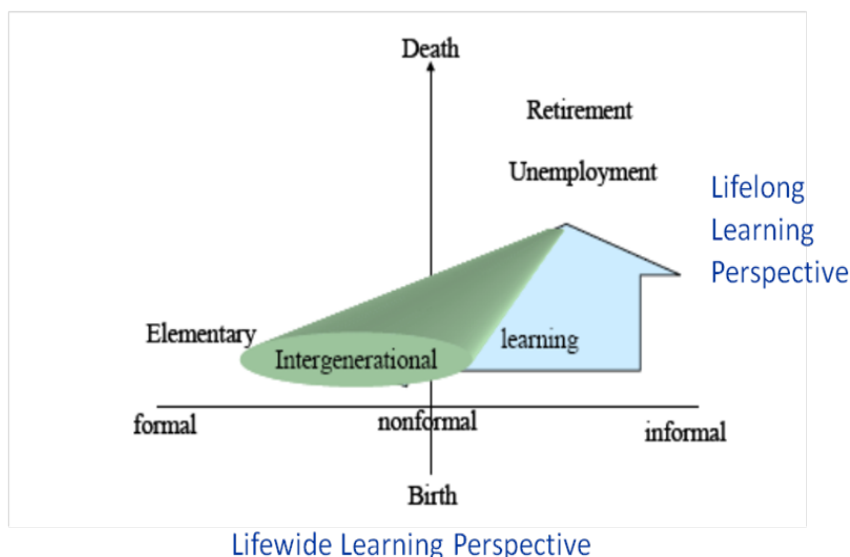 Death
Retirement
Unemployment
Lifelong
Learning
Perspective
Elementary
Intergenerational
learning
formal
nonformal
informal
Birth
Lifewide Learning Perspective